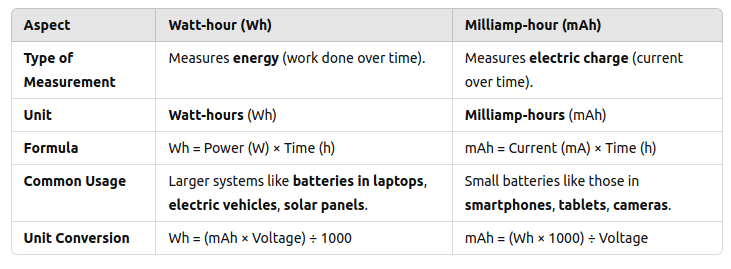 Aspect Watt-hour (Wh) Milliamp-hour (mAh)
Type of Measures energy (work done over time). Measures electric charge (current
Measurement over time).
Unit Watt-hours (Wh) Milliamp-hours (mAh)
Formula Wh = Power (W) × Time (h) mAh = Current (mA) × Time (h)
Common Usage Larger systems like batteries in laptops, Small batteries like those in
electric vehicles, solar panels. smartphones, tablets, cameras.
Unit Conversion Wh = (mAh × Voltage) ÷ 1000 mAh = (Wh × 1000) ÷ Voltage